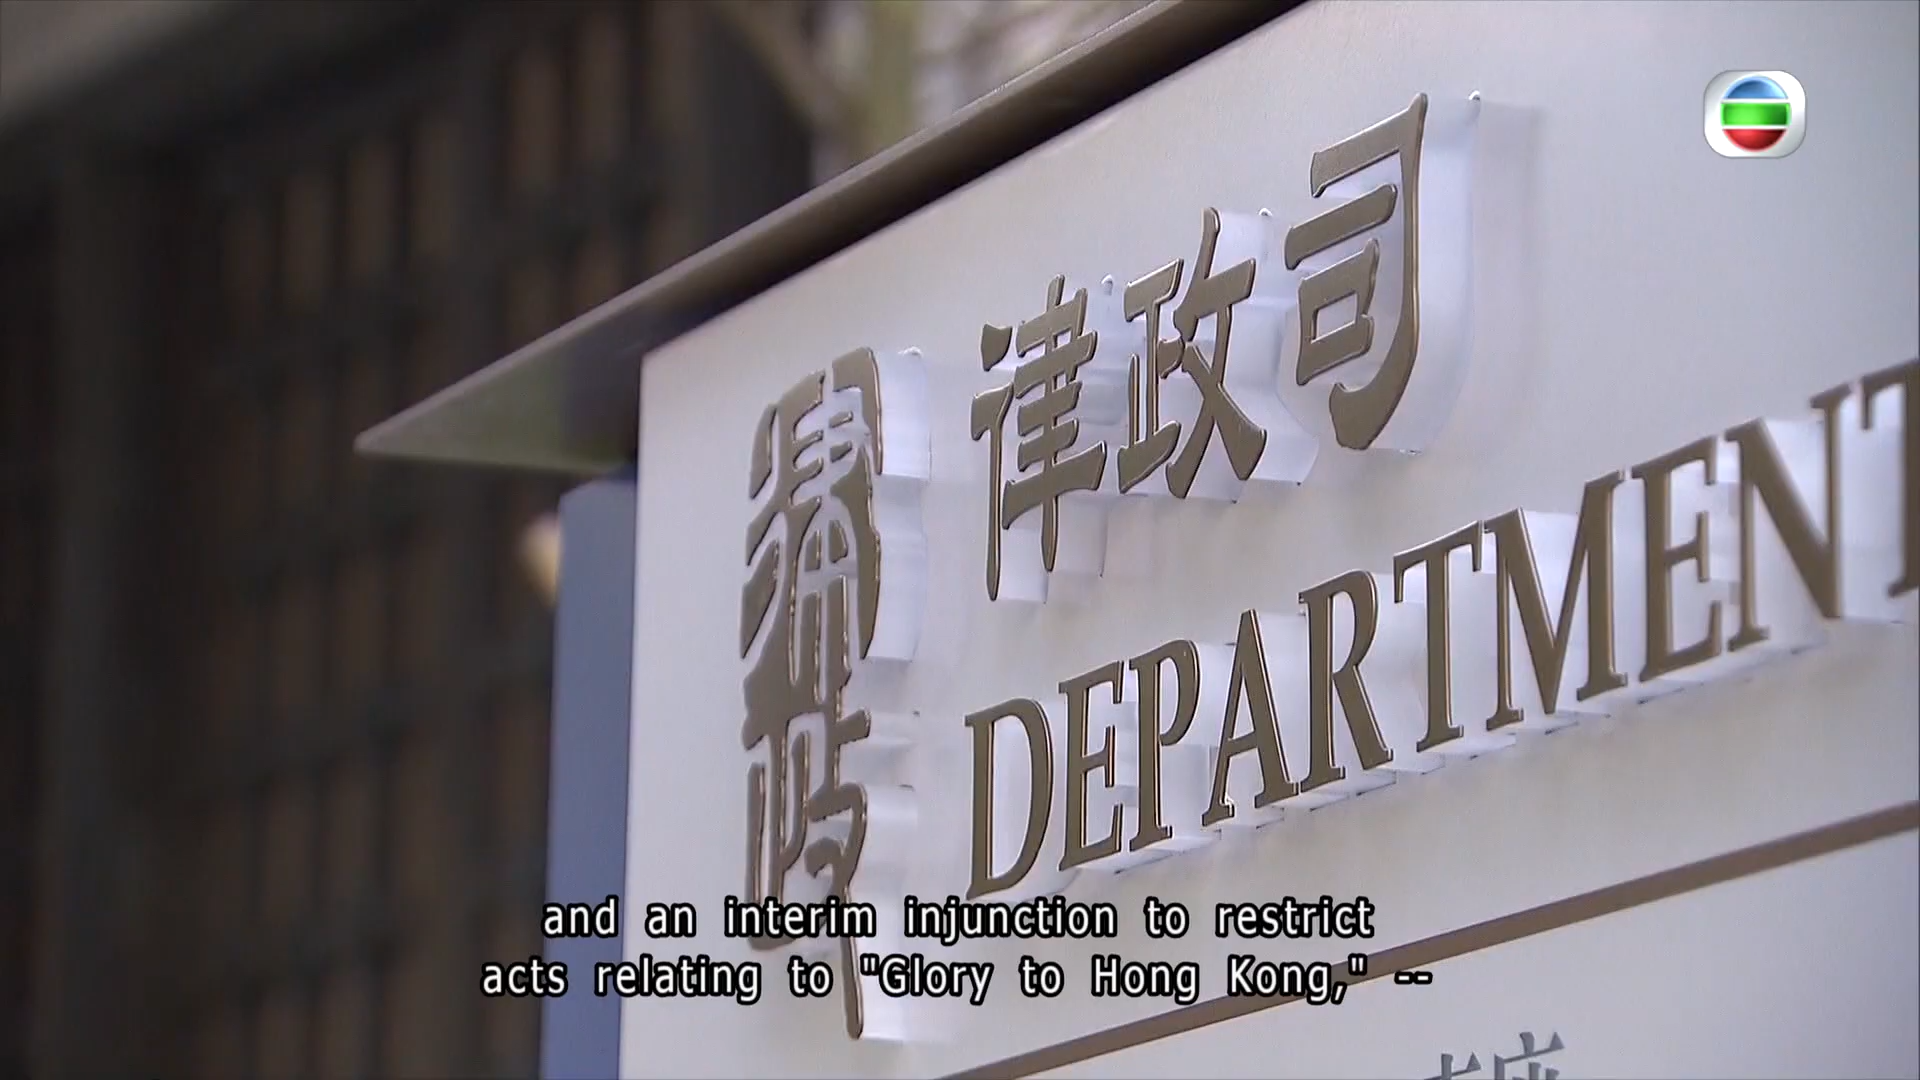 律政司
DEPARTMENT
and an interim injunction to restrict
acts relating to "Glory to Hong Kong," --